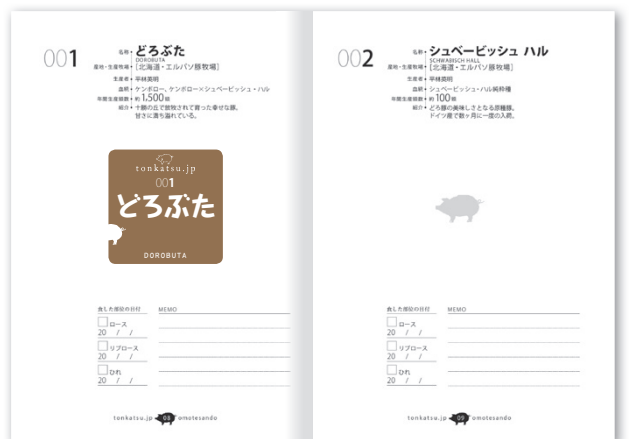 001
名称・どろぶた
DOROBUTA
産地・生産牧場・[北海道・エルパソ豚牧場]
生産者・平林英明
血統・ケンボロー、ケンボロー×シュベービッシュ・ハル
年間生産頭数・約1,500頭
紹介・十勝の丘で放牧されて育った幸せな豚。
甘さに満ち溢れている。
tonkatsu.jp
001
どろぶた
DOROBUTA
食した部位の日付 MEMO
ロース
20 / /
リブロース
20 / /
ひれ
20 / /
tonkatsu.jp 08 omotesando
002
名称・シュベービッシュ ハル
SCHWABISCH HALL
産地・生産牧場・[北海道・エルパソ豚牧場]
生産者・平林英明
血統・シュベービッシュ・ハル純粋種
年間生産頭数・約100頭
紹介・どろ豚の美味しさとなる原種豚。
ドイツ産で数ヶ月に一度の入荷。
食した部位の日付 MEMO
ロース
20 / /
リブロース
20 / /
ひれ
20 / /
tonkatsu.jp 09 omotesando